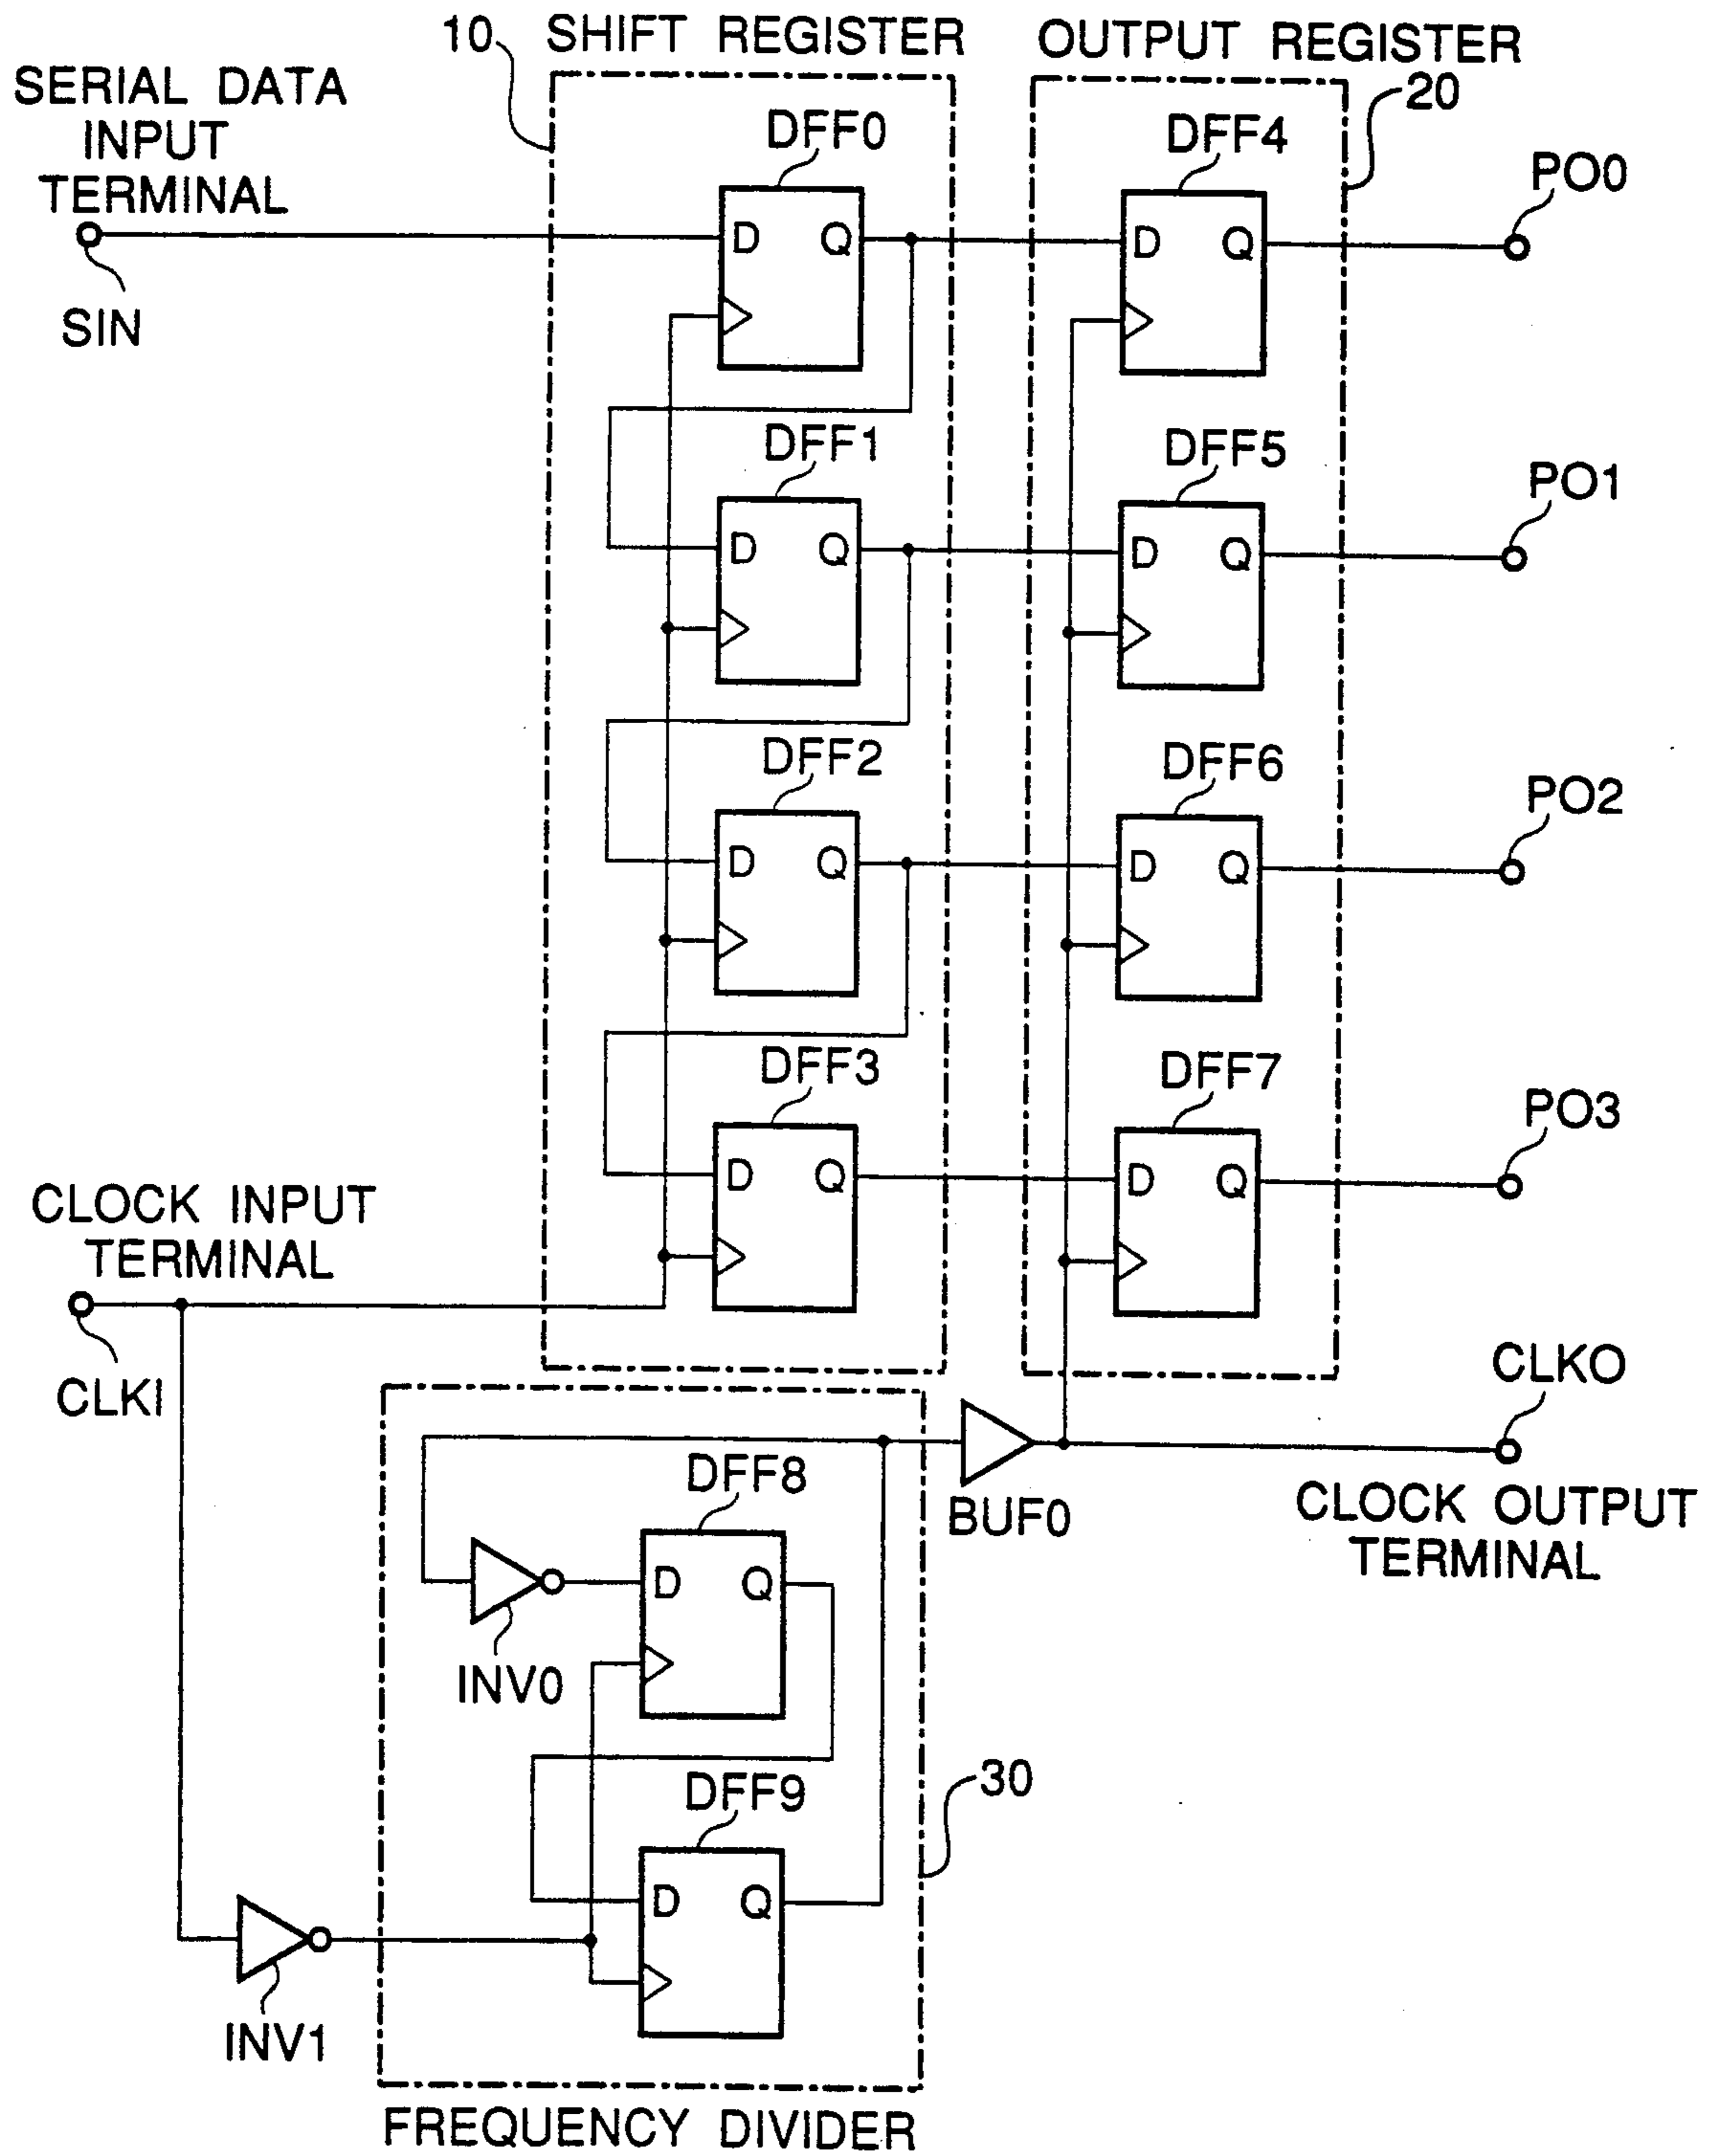 10
SHIFT REGISTER
OUTPUT REGISTER
20
SERIAL DATA
INPUT
TERMINAL
SIN
DFF0
D Q
DFF4
D Q
PO0
DFF1
D Q
DFF5
D Q
PO1
DFF2
D Q
DFF6
D Q
PO2
DFF3
D Q
DFF7
D Q
PO3
CLOCK INPUT
TERMINAL
CLKI
CLKO
CLOCK OUTPUT
TERMINAL
BUF0
DFF8
D Q
INV0
DFF9
D Q
30
INV1
FREQUENCY DIVIDER